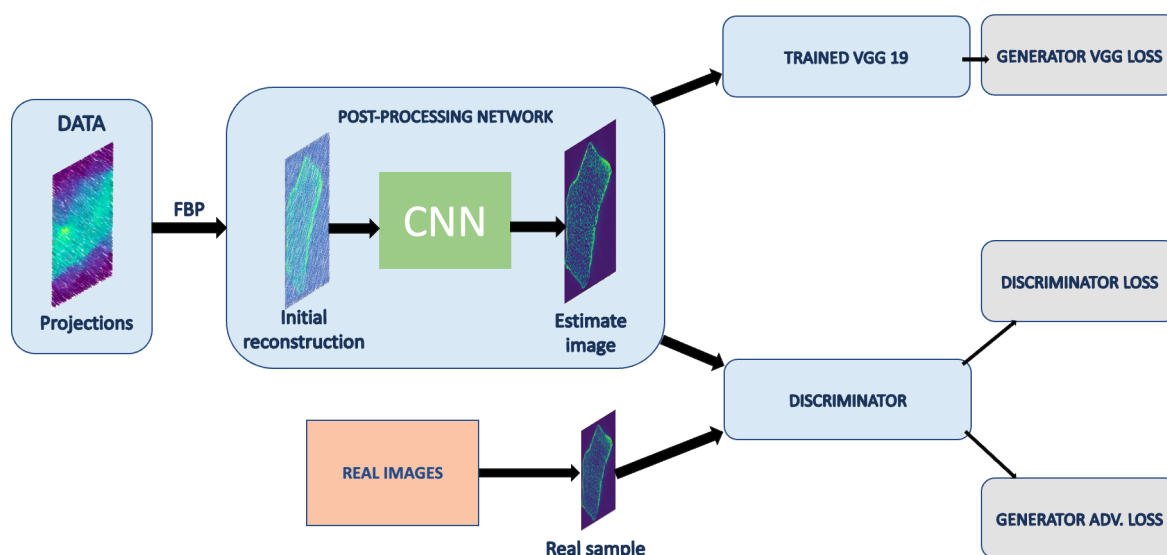 TRAINED VGG 19
GENERATOR VGG LOSS
DATA
POST-PROCESSING NETWORK
FBP
CNN
Projections
Initial
reconstruction
Estimate
image
DISCRIMINATOR LOSS
DISCRIMINATOR
REAL IMAGES
Real sample
GENERATOR ADV. LOSS